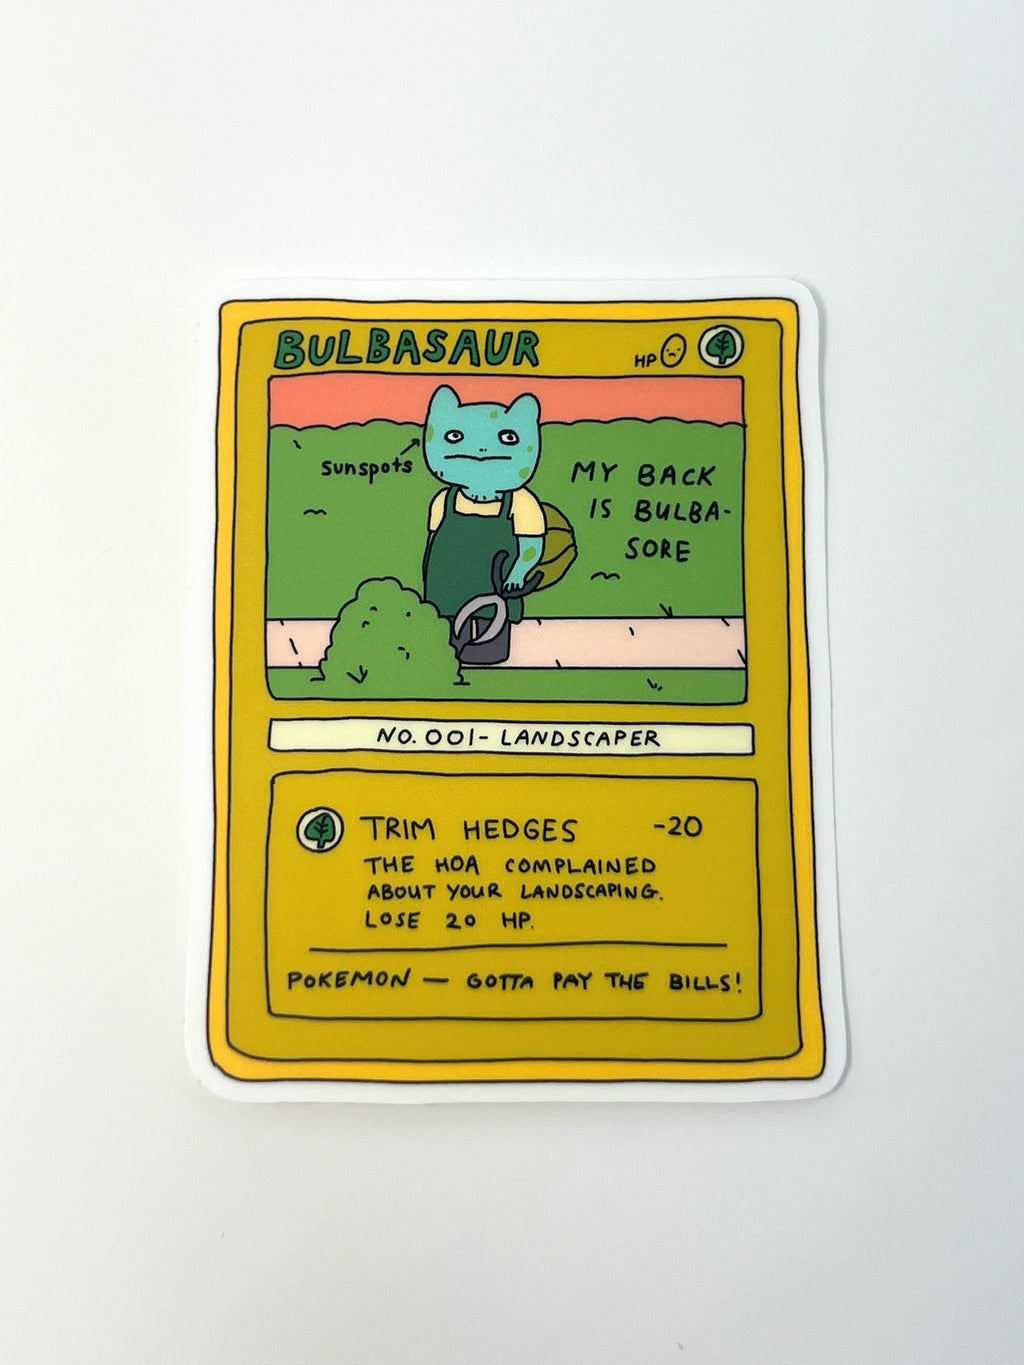 BULBASAUR
HP 0
sunspots
MY BACK
IS BULBA-
SORE
NO. 001- LANDSCAPER
TRIM HEDGES -20
THE HOA COMPLAINED
ABOUT YOUR LANDSCAPING.
LOSE 20 HP.
POKEMON — GOTTA PAY THE BILLS!